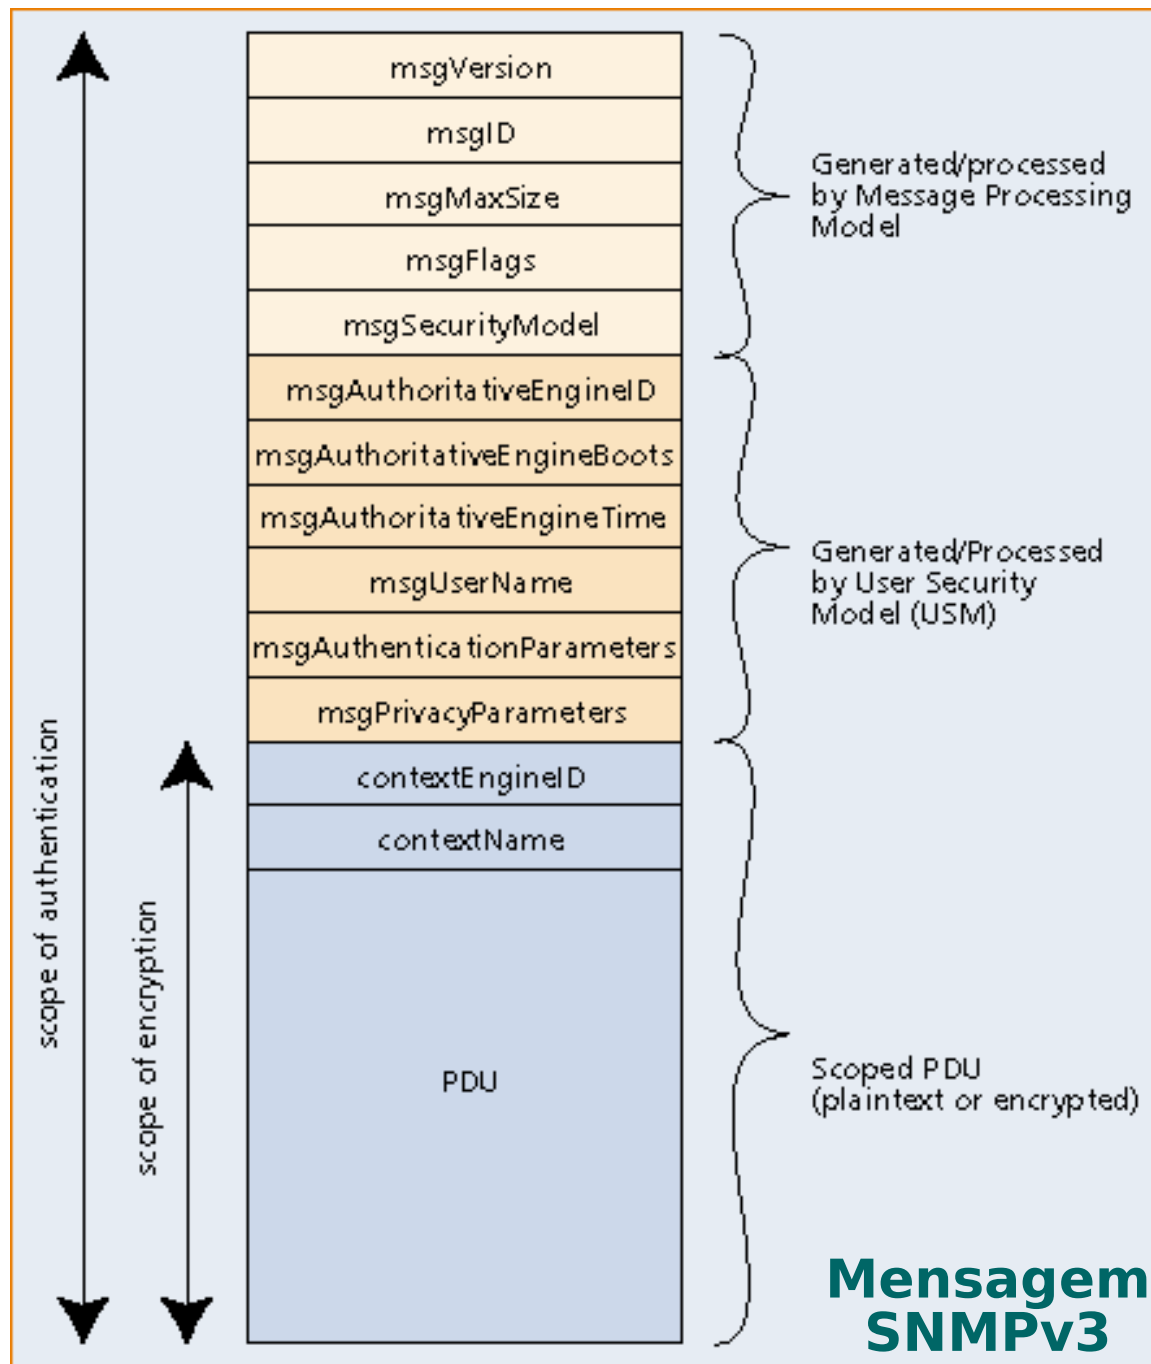 msgVersion
msgID
msgMaxSize
msgFlags
msgSecurityModel
msgAuthoritativeEngineID
msgAuthoritativeEngineBoots
msgAuthoritativeEngineTime
msgUserName
msgAuthenticationParameters
msgPrivacyParameters
contextEngineID
contextName
PDU
Generated/processed
by Message Processing
Model
Generated/Processed
by User Security
Model (USM)
Scoped PDU
(plaintext or encrypted)
scope of authentication
scope of encryption
Mensagem
SNMPv3